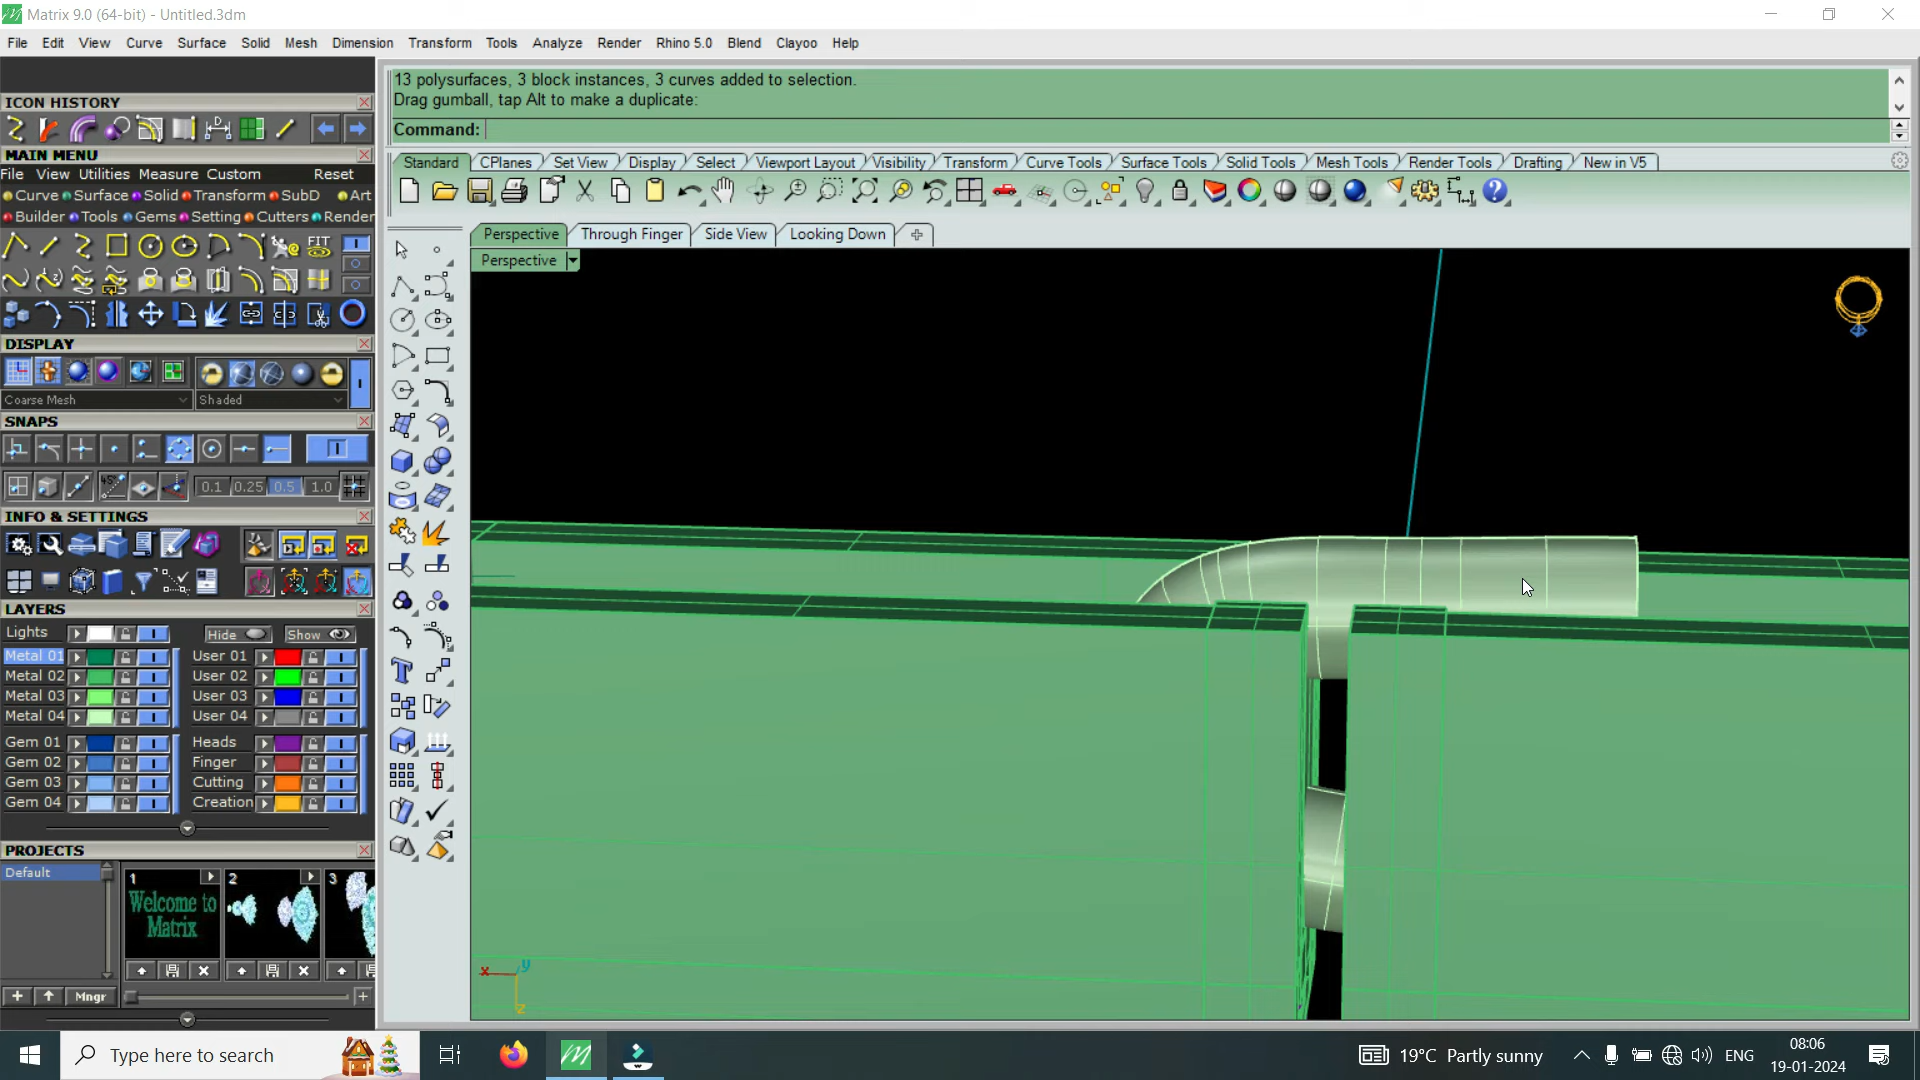 Matrix 9.0 (64-bit) - Untitled.3dm
File Edit View Curve Surface Solid Mesh Dimension Transform Tools Analyze Render Rhino 5.0 Blend Clayoo Help
13 polysurfaces, 3 block instances, 3 curves added to selection.
Drag gumball, tap Alt to make a duplicate:
Command:
Standard CPlanes Set View Display Select Viewport Layout Visibility Transform Curve Tools Surface Tools Solid Tools Mesh Tools Render Tools Drafting New in V5
Perspective Through Finger Side View Looking Down
Perspective
ICON HISTORY
MAIN MENU
File View Utilities Measure Custom Reset
Curve Surface Solid Transform SubD Art
Builder Tools Gems Setting Cutters Render
FIT
DISPLAY
Coarse Mesh Shaded
SNAPS
0.1 0.25 0.5 1.0
INFO & SETTINGS
LAYERS
Lights Hide Show
Metal 01 User 01
Metal 02 User 02
Metal 03 User 03
Metal 04 User 04
Gem 01 Heads
Gem 02 Finger
Gem 03 Cutting
Gem 04 Creation
PROJECTS
Default
1 2 3
Welcome to Matrix
Mngr
x y z
Type here to search
19°C Partly sunny
ENG
08:06
19-01-2024